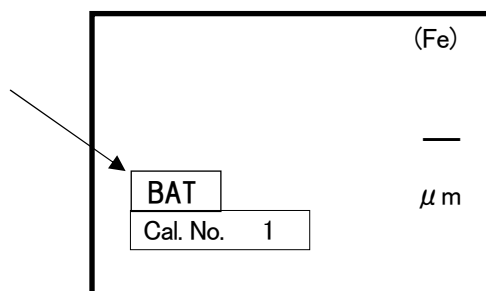 (Fe)
—
BAT
μm
Cal. No. 1